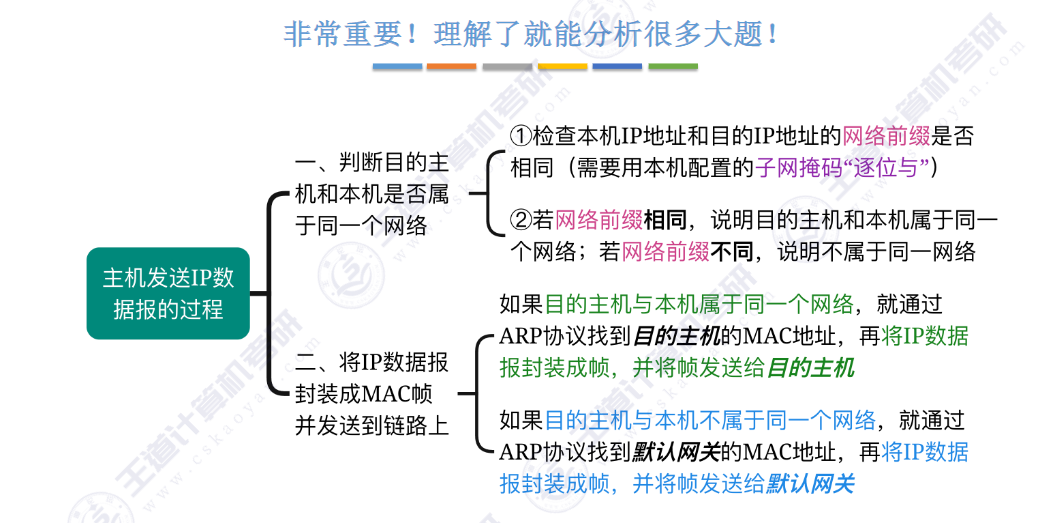 非常重要！理解了就能分析很多大题！
主机发送IP数
据报的过程
一、判断目的主
机和本机是否属
于同一个网络
①检查本机IP地址和目的IP地址的网络前缀是否
相同（需要用本机配置的子网掩码“逐位与”）
②若网络前缀相同，说明目的主机和本机属于同一
个网络；若网络前缀不同，说明不属于同一网络
二、将IP数据报
封装成MAC帧
并发送到链路上
如果目的主机与本机属于同一个网络，就通过
ARP协议找到目的主机的MAC地址，再将IP数据
报封装成帧，并将帧发送给目的主机
如果目的主机与本机不属于同一个网络，就通过
ARP协议找到默认网关的MAC地址，再将IP数据
报封装成帧，并将帧发送给默认网关
王道计算机考研
www.cskaoyan.com